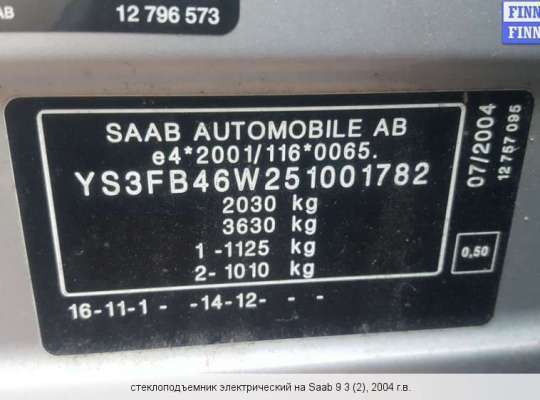 AB
12 796 573
FINN
FINN
SAAB AUTOMOBILE AB
e4*2001/116*0065.
YS3FB46W251001782
2030 kg
3630 kg
1 -1125 kg
2- 1010 kg
16-11-1 - -14-12- - -
07/2004
12 757 095
0,50
стеклоподъемник электрический на Saab 9 3 (2), 2004 г.в.